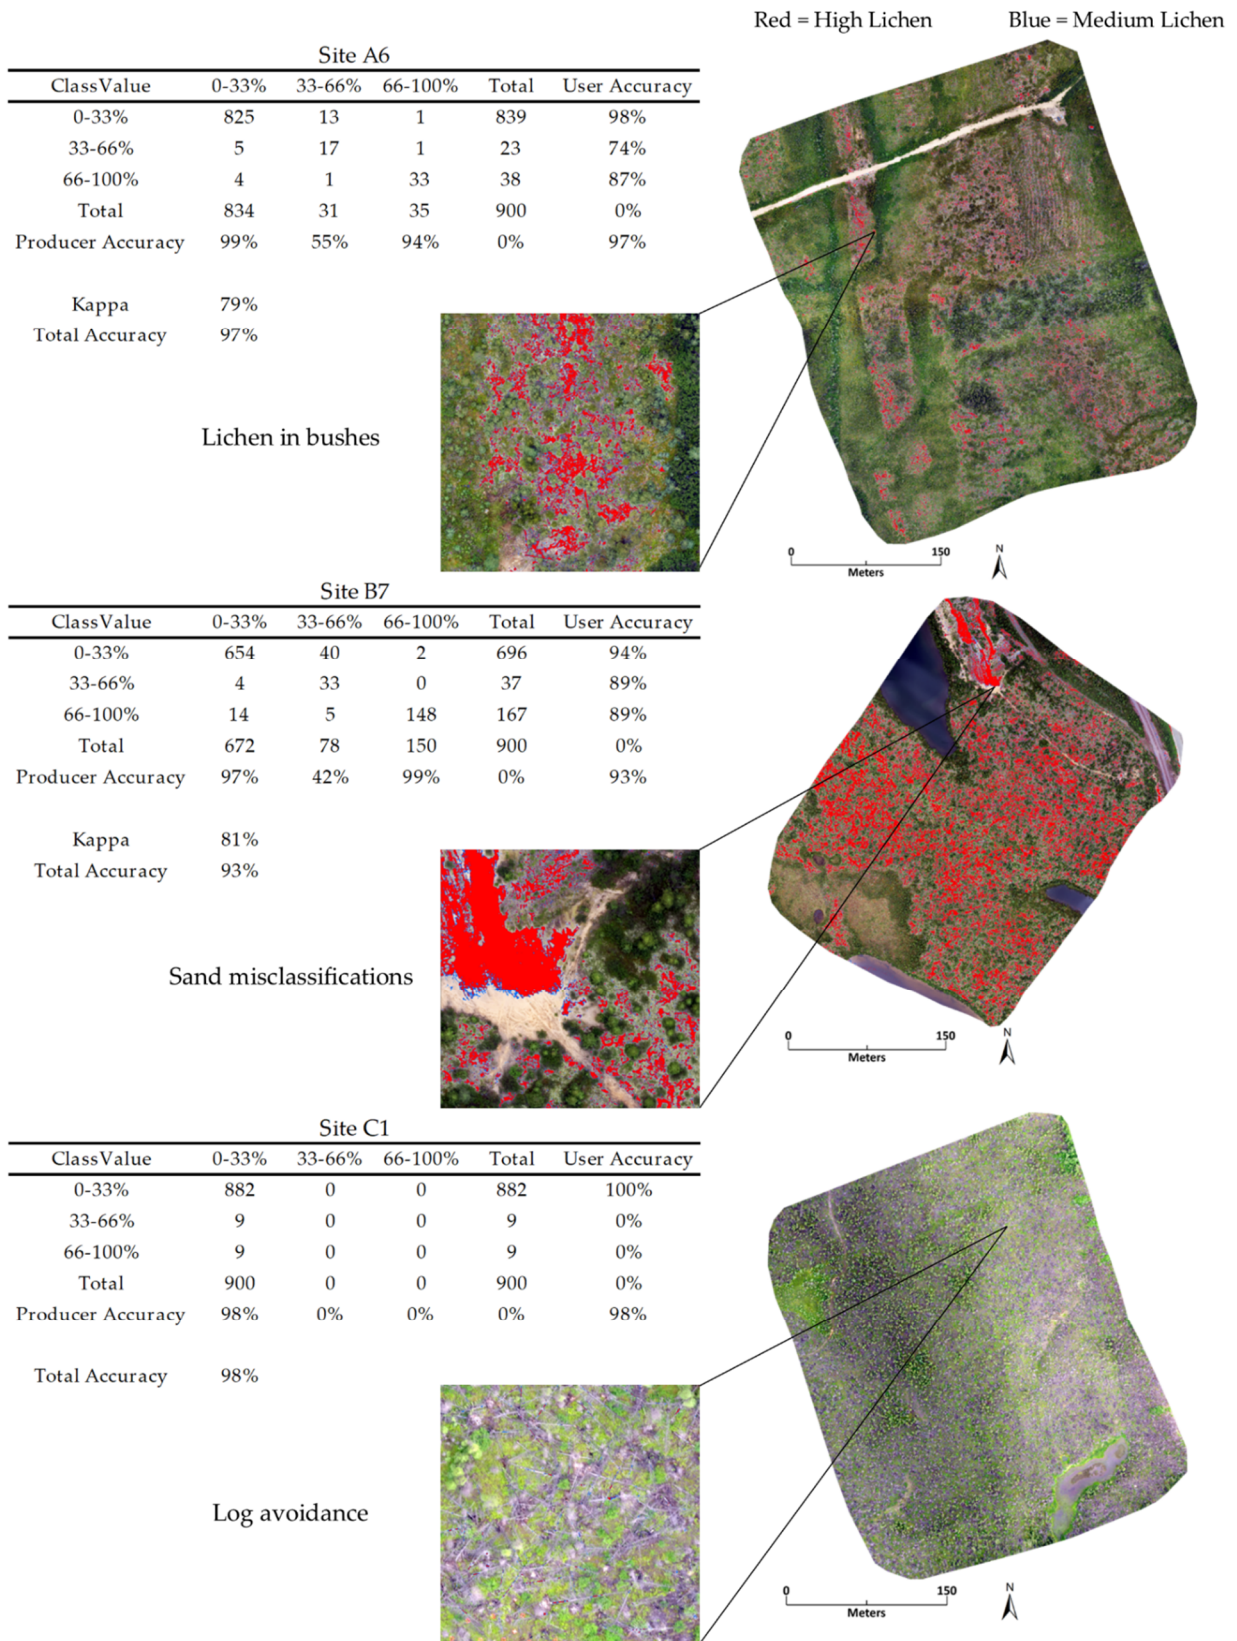 Red = High Lichen Blue = Medium Lichen
Site A6
ClassValue 0-33% 33-66% 66-100% Total User Accuracy
0-33% 825 13 1 839 98%
33-66% 5 17 1 23 74%
66-100% 4 1 33 38 87%
Total 834 31 35 900 0%
Producer Accuracy 99% 55% 94% 0% 97%
Kappa 79%
Total Accuracy 97%
Lichen in bushes
0 150 N
Meters
Site B7
ClassValue 0-33% 33-66% 66-100% Total User Accuracy
0-33% 654 40 2 696 94%
33-66% 4 33 0 37 89%
66-100% 14 5 148 167 89%
Total 672 78 150 900 0%
Producer Accuracy 97% 42% 99% 0% 93%
Kappa 81%
Total Accuracy 93%
Sand misclassifications
0 150 N
Meters
Site C1
ClassValue 0-33% 33-66% 66-100% Total User Accuracy
0-33% 882 0 0 882 100%
33-66% 9 0 0 9 0%
66-100% 9 0 0 9 0%
Total 900 0 0 900 0%
Producer Accuracy 98% 0% 0% 0% 98%
Total Accuracy 98%
Log avoidance
0 150 N
Meters